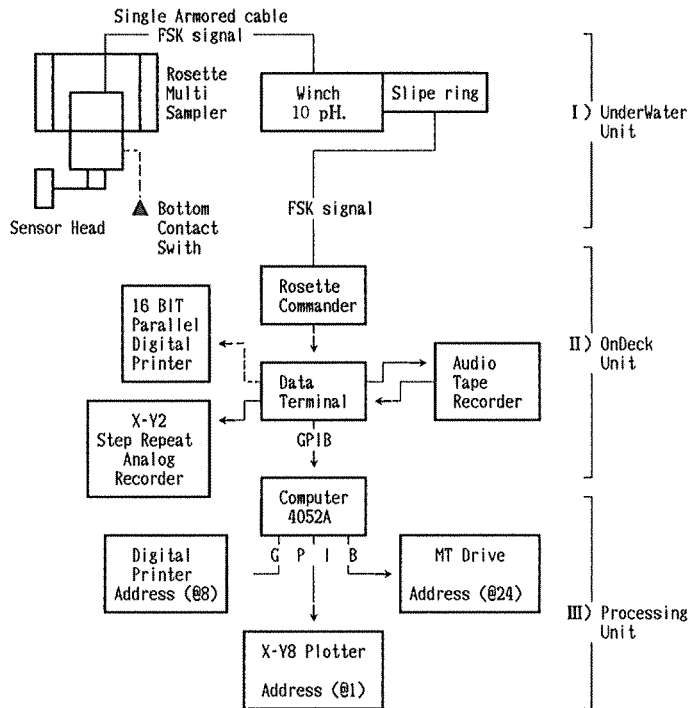 Single Armored cable
FSK signal
Rosette
Multi
Sampler
Winch
10 pH.
Slipe ring
I) UnderWater
Unit
Sensor Head
Bottom
Contact
Swith
FSK signal
Rosette
Commander
16 BIT
Parallel
Digital
Printer
II) OnDeck
Unit
Data
Terminal
Audio
Tape
Recorder
X-Y2
Step Repeat
Analog
Recorder
GPIB
Computer
4052A
G P I B
Digital
Printer
Address (@8)
MT Drive
Address (@24)
III) Processing
Unit
X-Y8 Plotter
Address (@1)